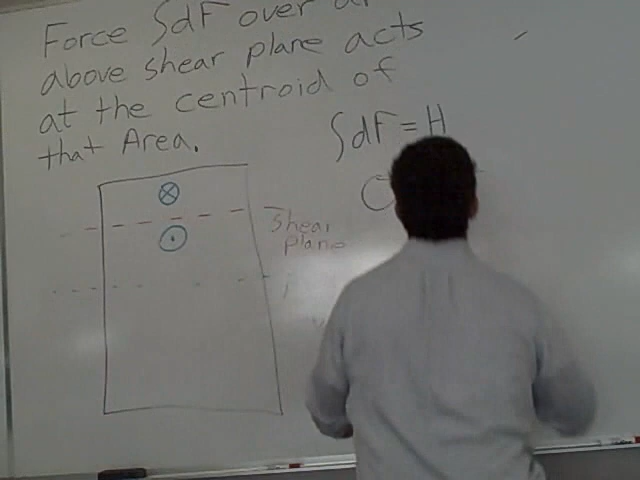 Force ∫dF over
above shear plane acts
at the centroid of
that Area.
∫dF = H
shear
plane